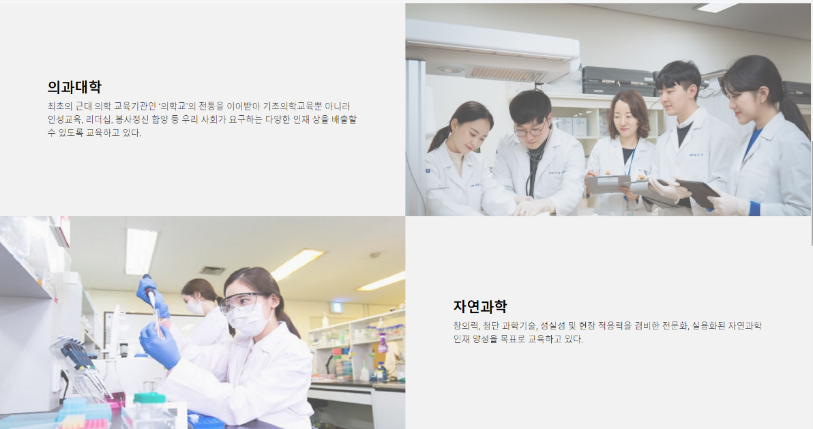 의과대학
최초의 근대 의학 교육기관인 '의학교'의 전통을 이어받아 기초의학교육뿐 아니라
인성교육, 리더십, 봉사정신 함양 등 우리 사회가 요구하는 다양한 인재 상을 배출할
수 있도록 교육하고 있다.
자연과학
창의력, 첨단 과학기술, 성실성 및 현장 적응력을 겸비한 전문화, 실용화된 자연과학
인재 양성을 목표로 교육하고 있다.